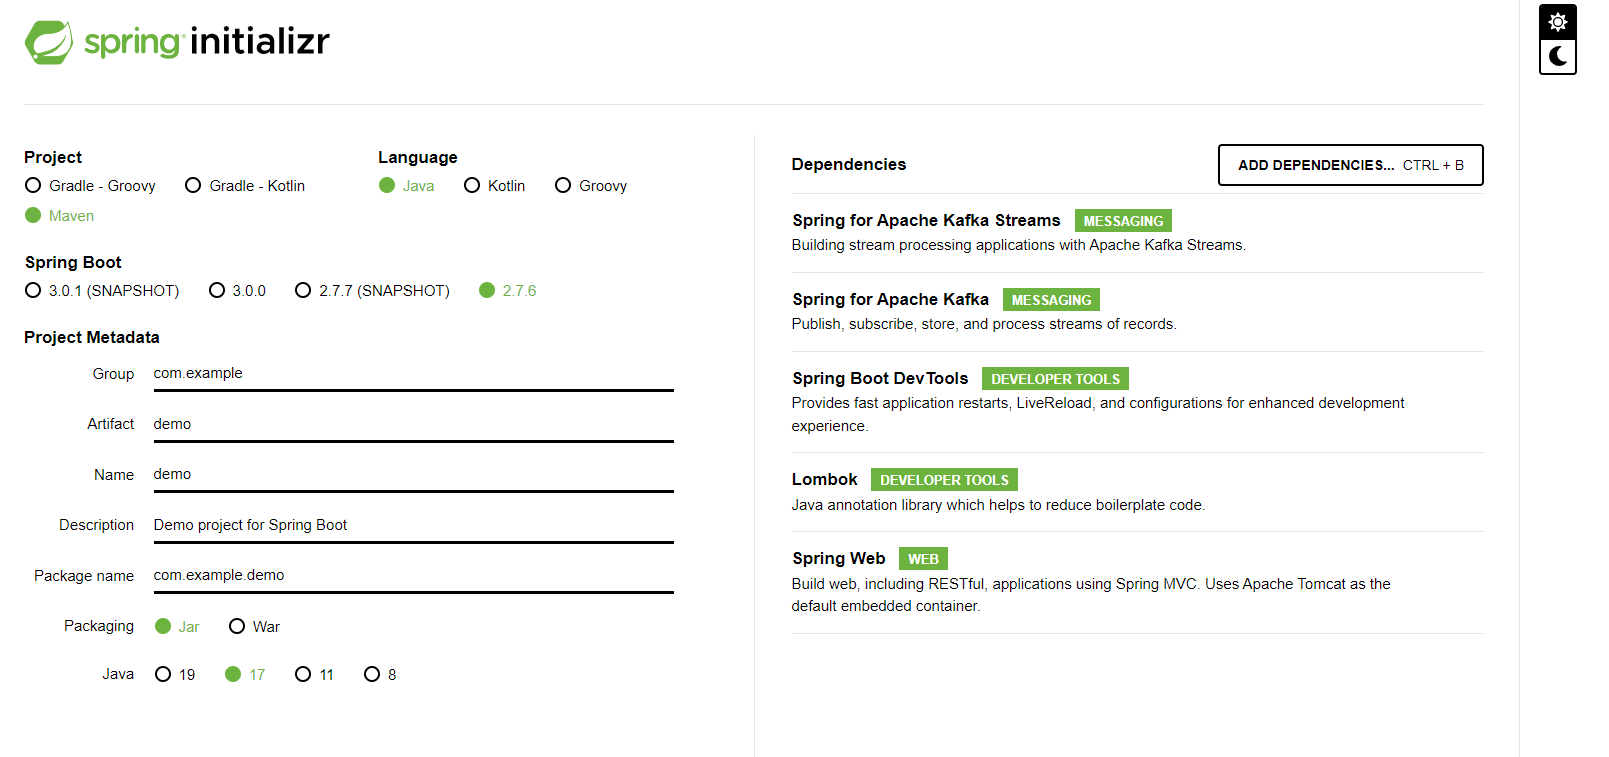 spring initializr
Project
Gradle - Groovy
Gradle - Kotlin
Maven
Language
Java
Kotlin
Groovy
Spring Boot
3.0.1 (SNAPSHOT)
3.0.0
2.7.7 (SNAPSHOT)
2.7.6
Project Metadata
Group com.example
Artifact demo
Name demo
Description Demo project for Spring Boot
Package name com.example.demo
Packaging Jar War
Java 19 17 11 8
Dependencies
ADD DEPENDENCIES... CTRL + B
Spring for Apache Kafka Streams MESSAGING
Building stream processing applications with Apache Kafka Streams.
Spring for Apache Kafka MESSAGING
Publish, subscribe, store, and process streams of records.
Spring Boot DevTools DEVELOPER TOOLS
Provides fast application restarts, LiveReload, and configurations for enhanced development
experience.
Lombok DEVELOPER TOOLS
Java annotation library which helps to reduce boilerplate code.
Spring Web WEB
Build web, including RESTful, applications using Spring MVC. Uses Apache Tomcat as the
default embedded container.